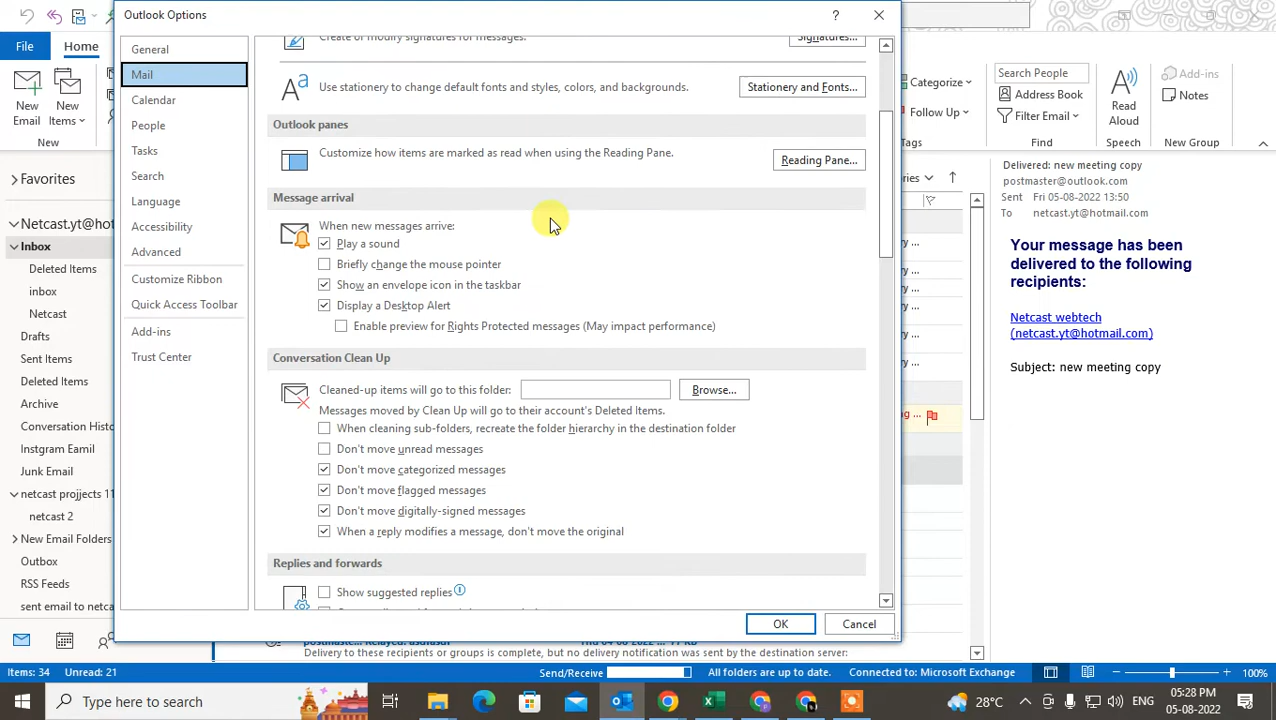 Outlook Options
?
File
Home
New
Email
New
Items
New
General
Mail
Calendar
People
Tasks
Search
Language
Accessibility
Advanced
Customize Ribbon
Quick Access Toolbar
Add-ins
Trust Center
Create or modify signatures for messages.
Signatures...
Use stationery to change default fonts and styles, colors, and backgrounds.
Stationery and Fonts...
Outlook panes
Customize how items are marked as read when using the Reading Pane.
Reading Pane...
Message arrival
When new messages arrive:
Play a sound
Briefly change the mouse pointer
Show an envelope icon in the taskbar
Display a Desktop Alert
Enable preview for Rights Protected messages (May impact performance)
Conversation Clean Up
Cleaned-up items will go to this folder:
Browse...
Messages moved by Clean Up will go to their account's Deleted Items.
When cleaning sub-folders, recreate the folder hierarchy in the destination folder
Don't move unread messages
Don't move categorized messages
Don't move flagged messages
Don't move digitally-signed messages
When a reply modifies a message, don't move the original
Replies and forwards
Show suggested replies
OK
Cancel
Favorites
Netcast.yt@hot
Inbox
Deleted Items
inbox
Netcast
Drafts
Sent Items
Deleted Items
Archive
Conversation Histo
Instgram Eamil
Junk Email
netcast projjects 11
netcast 2
New Email Folders
Outbox
RSS Feeds
sent email to netcas
Categorize
Follow Up
Tags
Search People
Address Book
Filter Email
Find
Read
Aloud
Speech
Add-ins
Notes
New Group
Delivered: new meeting copy
postmaster@outlook.com
Sent Fri 05-08-2022 13:50
To netcast.yt@hotmail.com
Your message has been
delivered to the following
recipients:
Netcast webtech
(netcast.yt@hotmail.com)
Subject: new meeting copy
Delivery to these recipients or groups is complete, but no delivery notification was sent by the destination server:
Items: 34
Unread: 21
Send/Receive
All folders are up to date.
Connected to: Microsoft Exchange
100%
Type here to search
28°C
ENG
05:28 PM
05-08-2022